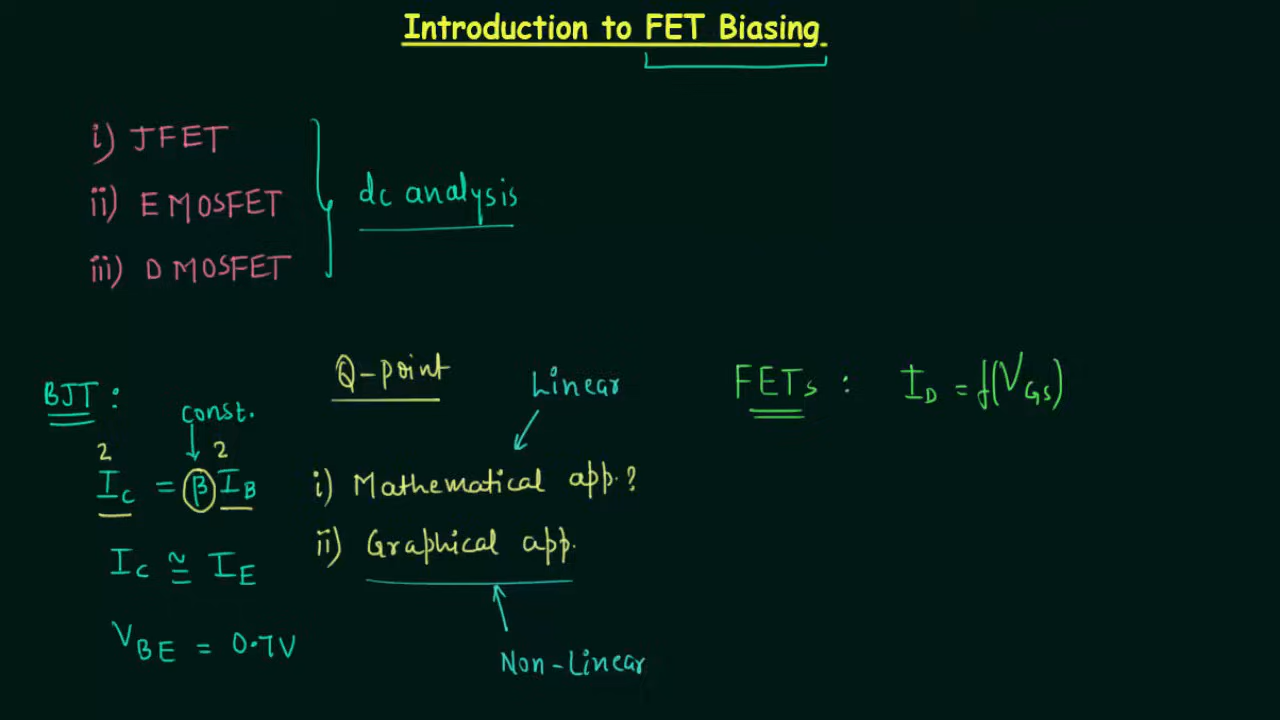 Introduction to FET Biasing
i) JFET
ii) E MOSFET
iii) D MOSFET
dc analysis
BJT :
const.
2 2
I_C = β I_B
I_C ≅ I_E
V_BE = 0.7V
Q-point
Linear
i) Mathematical app. ?
ii) Graphical app.
Non-Linear
FETs : I_D = f(V_GS)